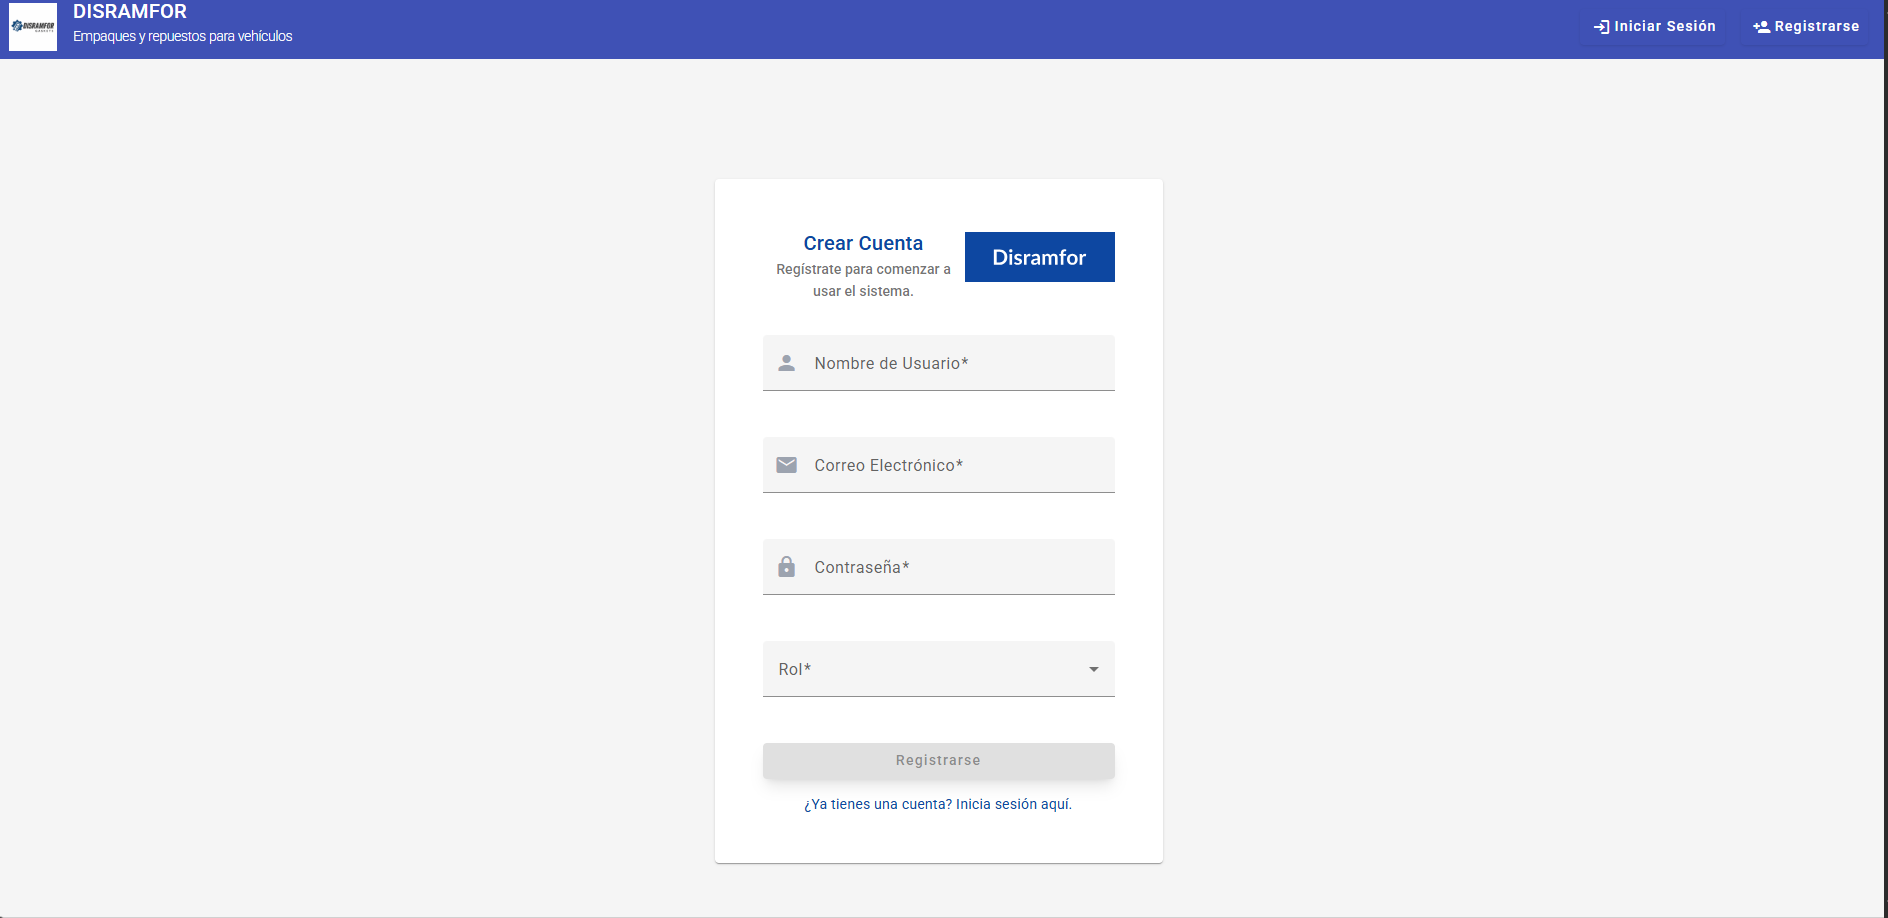 DISRAMFOR
DISRAMFOR
Empaques y repuestos para vehículos
Iniciar Sesión
Registrarse
Crear Cuenta
Regístrate para comenzar a
usar el sistema.
Disramfor
Nombre de Usuario*
Correo Electrónico*
Contraseña*
Rol*
Registrarse
¿Ya tienes una cuenta? Inicia sesión aquí.